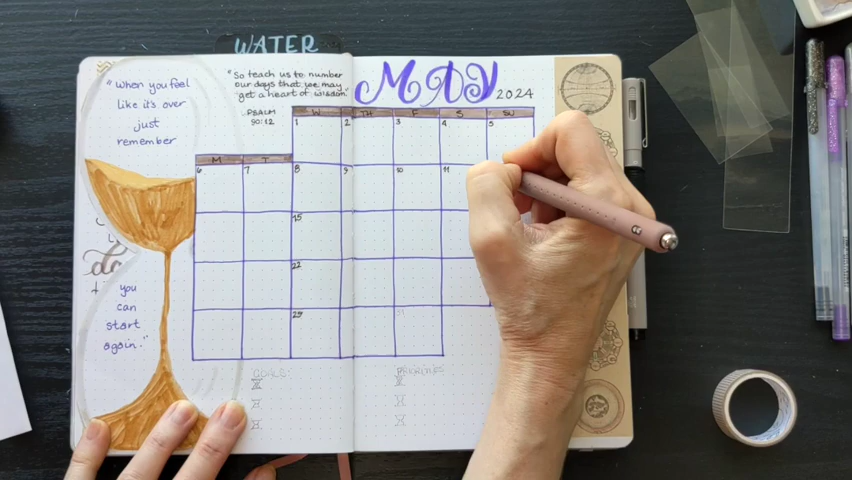 WATER
"When you feel
like it's over
just
remember
you
can
start
again."
"So teach us to number
our days that we may
get a heart of wisdom."
PSALM
90:12
MAY
2024
W TH F S SU
1 2 3 4 5
M T
6 7 8 9 10 11
15
22
29 31
GOALS:
PRIORITIES